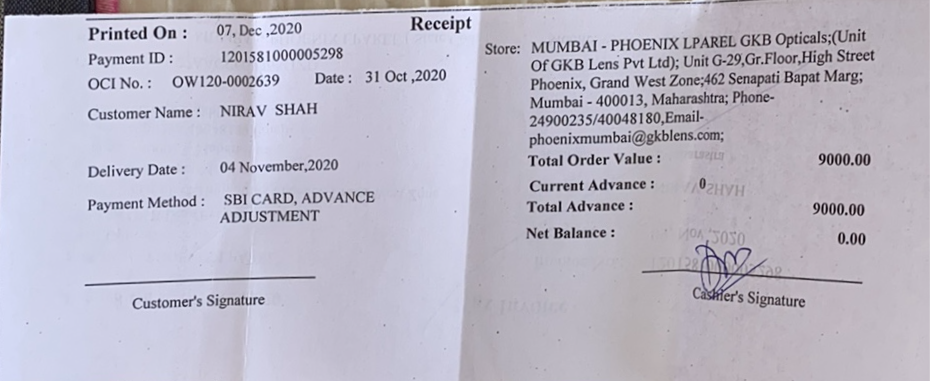 Receipt
Printed On : 07, Dec ,2020
Payment ID : 1201581000005298
OCI No. : OW120-0002639 Date : 31 Oct ,2020
Customer Name : NIRAV SHAH
Delivery Date : 04 November,2020
Payment Method : SBI CARD, ADVANCE
ADJUSTMENT
Customer's Signature
Store: MUMBAI - PHOENIX LPAREL GKB Opticals;(Unit
Of GKB Lens Pvt Ltd); Unit G-29,Gr.Floor,High Street
Phoenix, Grand West Zone;462 Senapati Bapat Marg;
Mumbai - 400013, Maharashtra; Phone-
24900235/40048180,Email-
phoenixmumbai@gkblens.com;
Total Order Value : 9000.00
Current Advance : 0
Total Advance : 9000.00
Net Balance : 0.00
Cashier's Signature